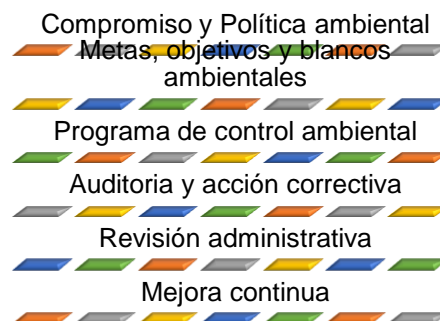 Compromiso y Política ambiental
Metas, objetivos y blancos
ambientales
Programa de control ambiental
Auditoria y acción correctiva
Revisión administrativa
Mejora continua